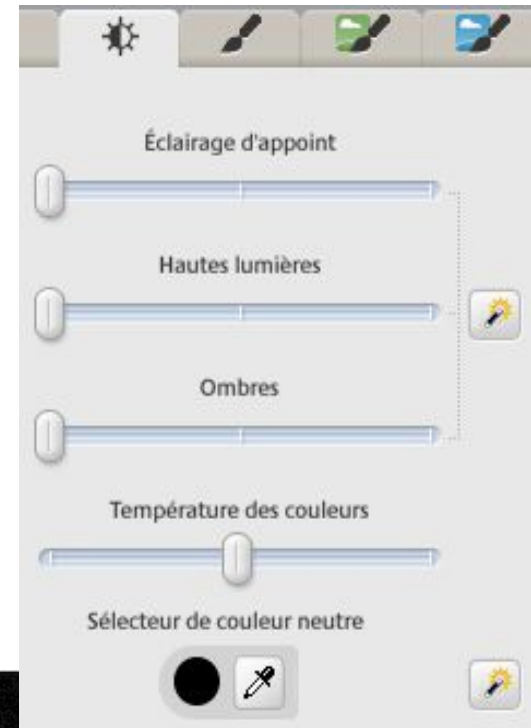 Éclairage d'appoint
Hautes lumières
Ombres
Température des couleurs
Sélecteur de couleur neutre